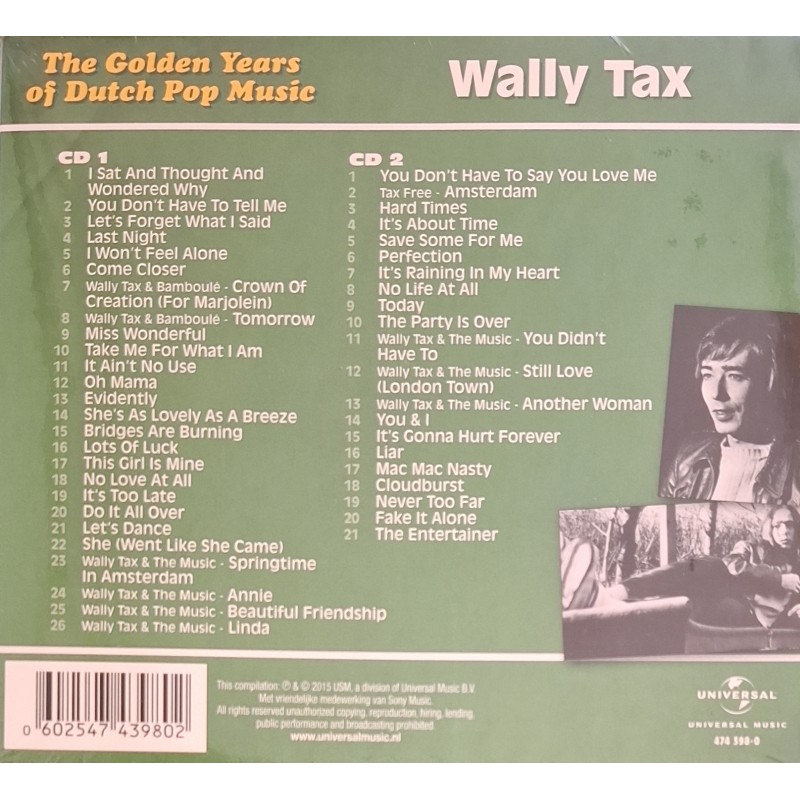 The Golden Years
of Dutch Pop Music
Wally Tax
CD 1
1 I Sat And Thought And
Wondered Why
2 You Don't Have To Tell Me
3 Let's Forget What I Said
4 Last Night
5 I Won't Feel Alone
6 Come Closer
7 Wally Tax & Bamboulé - Crown Of
Creation (For Marjolein)
8 Wally Tax & Bamboulé - Tomorrow
9 Miss Wonderful
10 Take Me For What I Am
11 It Ain't No Use
12 Oh Mama
13 Evidently
14 She's As Lovely As A Breeze
15 Bridges Are Burning
16 Lots Of Luck
17 This Girl Is Mine
18 No Love At All
19 It's Too Late
20 Do It All Over
21 Let's Dance
22 She (Went Like She Came)
23 Wally Tax & The Music - Springtime
In Amsterdam
24 Wally Tax & The Music - Annie
25 Wally Tax & The Music - Beautiful Friendship
26 Wally Tax & The Music - Linda
CD 2
1 You Don't Have To Say You Love Me
2 Tax Free - Amsterdam
3 Hard Times
4 It's About Time
5 Save Some For Me
6 Perfection
7 It's Raining In My Heart
8 No Life At All
9 Today
10 The Party Is Over
11 Wally Tax & The Music - You Didn't
Have To
12 Wally Tax & The Music - Still Love
(London Town)
13 Wally Tax & The Music - Another Woman
14 You & I
15 It's Gonna Hurt Forever
16 Liar
17 Mac Mac Nasty
18 Cloudburst
19 Never Too Far
20 Fake It Alone
21 The Entertainer
0 602547 439802
This compilation: ℗ & © 2015 USM, a division of Universal Music B.V.
Met vriendelijke medewerking van Sony Music.
All rights reserved unauthorized copying, reproduction, hiring, lending,
public performance and broadcasting prohibited.
www.universalmusic.nl
UNIVERSAL
UNIVERSAL MUSIC
474 398-0